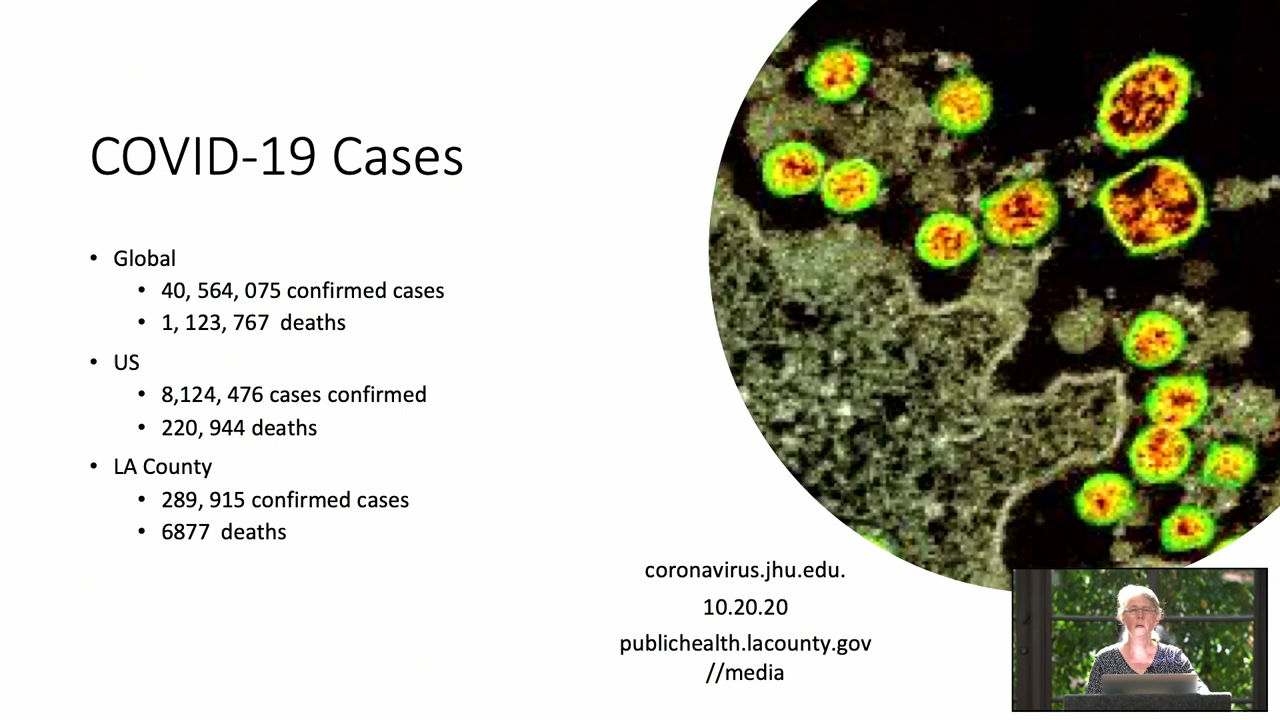 COVID-19 Cases
• Global
• 40, 564, 075 confirmed cases
• 1, 123, 767  deaths
• US
• 8,124, 476 cases confirmed
• 220, 944 deaths
• LA County
• 289, 915 confirmed cases
• 6877  deaths
coronavirus.jhu.edu.
10.20.20
publichealth.lacounty.gov
//media